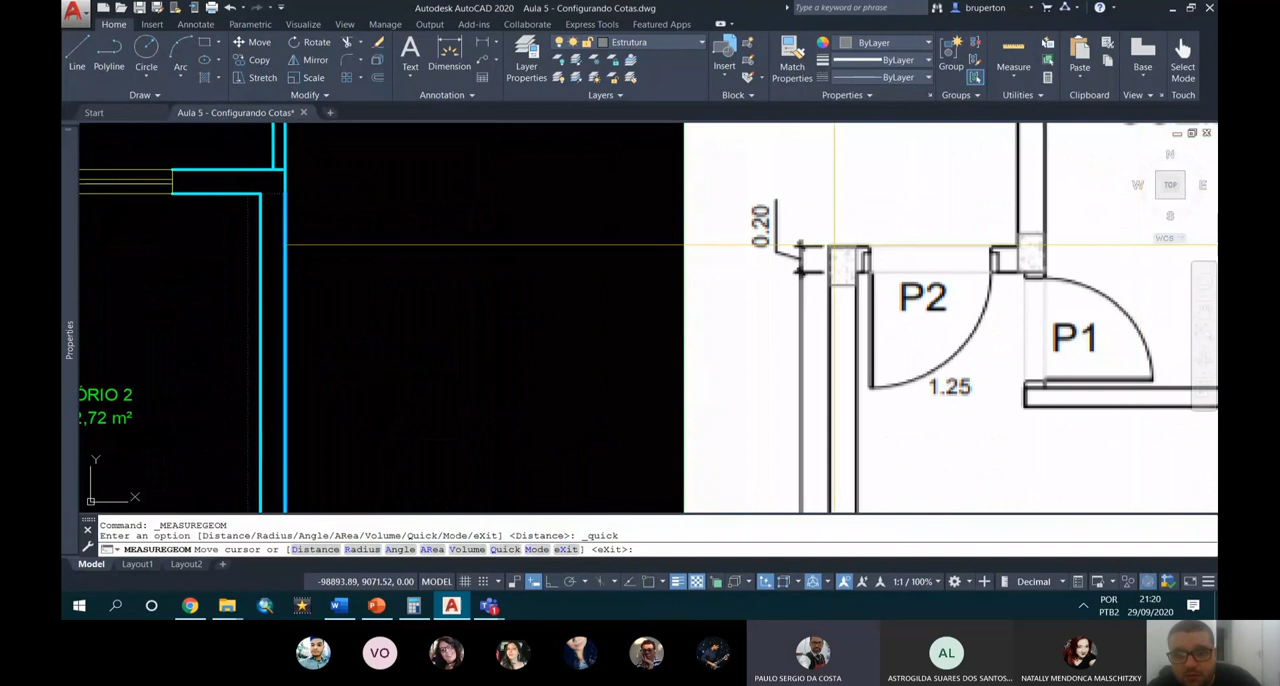 Autodesk AutoCAD 2020 Aula 5 - Configurando Cotas.dwg
Type a keyword or phrase
bruperton
Home Insert Annotate Parametric Visualize View Manage Output Add-ins Collaborate Express Tools Featured Apps
Line Polyline Circle Arc
Move Rotate
Copy Mirror
Stretch Scale
Text Dimension
Layer Properties
Estrutura
Insert
Match Properties
ByLayer
ByLayer
ByLayer
Group
Measure
Paste
Base
Select Mode
Draw Modify Annotation Layers Block Properties Groups Utilities Clipboard View Touch
Start Aula 5 - Configurando Cotas*
N
W TOP E
S
WCS
0.20
P2
P1
1.25
Properties
ÓRIO 2
2,72 m²
Y
X
Command: _MEASUREGEOM
Enter an option [Distance/Radius/Angle/ARea/Volume/Quick/Mode/eXit] <Distance>: _quick
MEASUREGEOM Move cursor or [Distance Radius Angle ARea Volume Quick Mode eXit] <eXit>:
Model Layout1 Layout2
-98893.89, 9071.52, 0.00 MODEL 1:1 / 100% Decimal
POR
PTB2
21:20
29/09/2020
VO
AL
PAULO SERGIO DA COSTA
ASTROGILDA SUARES DOS SANTOS...
NATALLY MENDONCA MALSCHITZKY